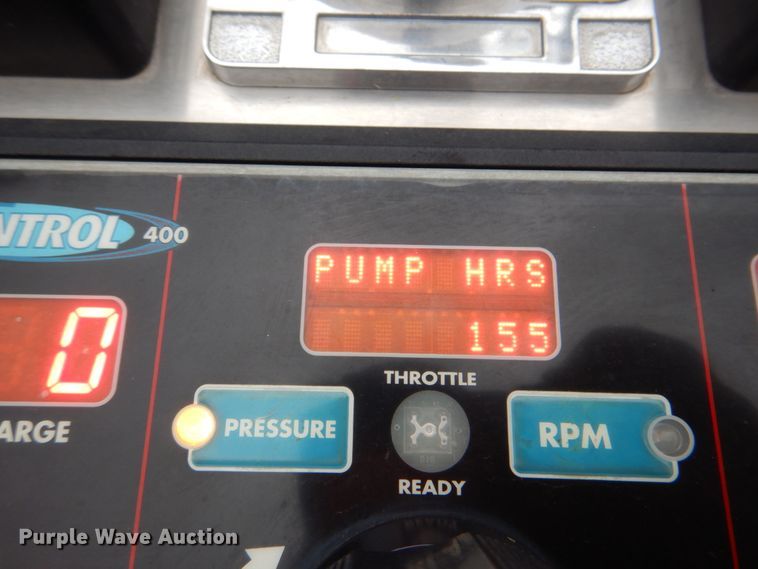 NTROL 400
PUMP HRS
155
0
THROTTLE
ARGE
PRESSURE
RPM
READY
Purple Wave Auction